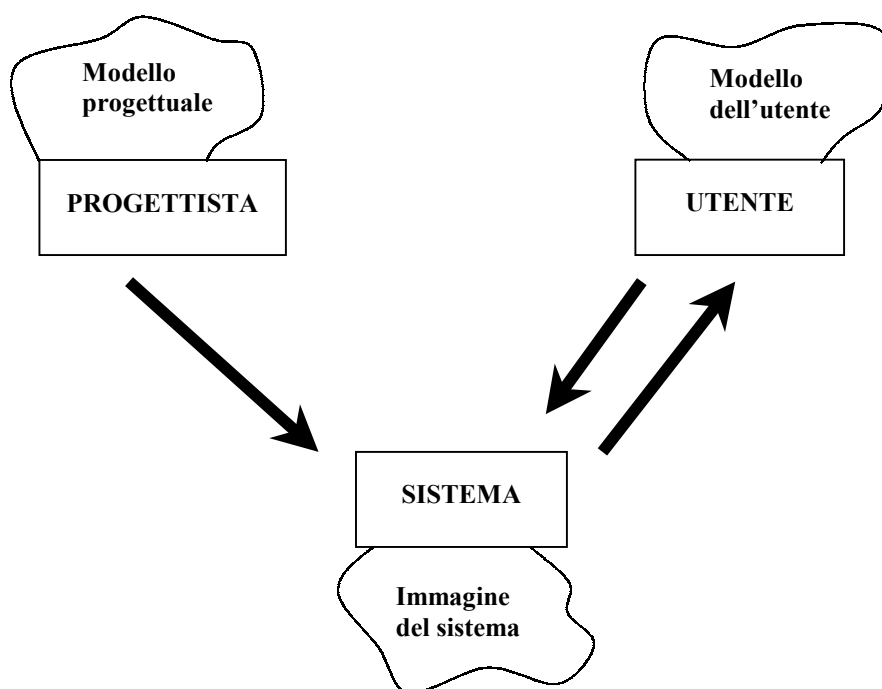 Modello
progettuale
PROGETTISTA
Modello
dell’utente
UTENTE
SISTEMA
Immagine
del sistema